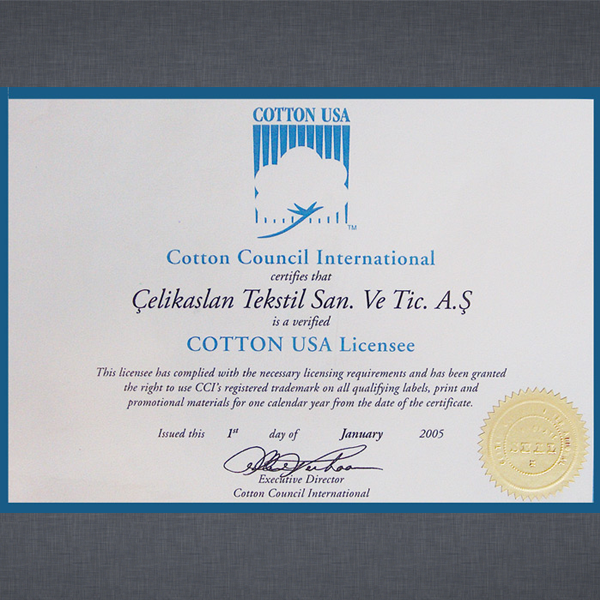 COTTON USA
TM
Cotton Council International
certifies that
Çelikaslan Tekstil San. Ve Tic. A.Ş
is a verified
COTTON USA Licensee
This licensee has complied with the necessary licensing requirements and has been granted
the right to use CCI's registered trademark on all qualifying labels, print and
promotional materials for one calendar year from the date of the certificate.
Issued this 1st day of January 2005
Executive Director
Cotton Council International